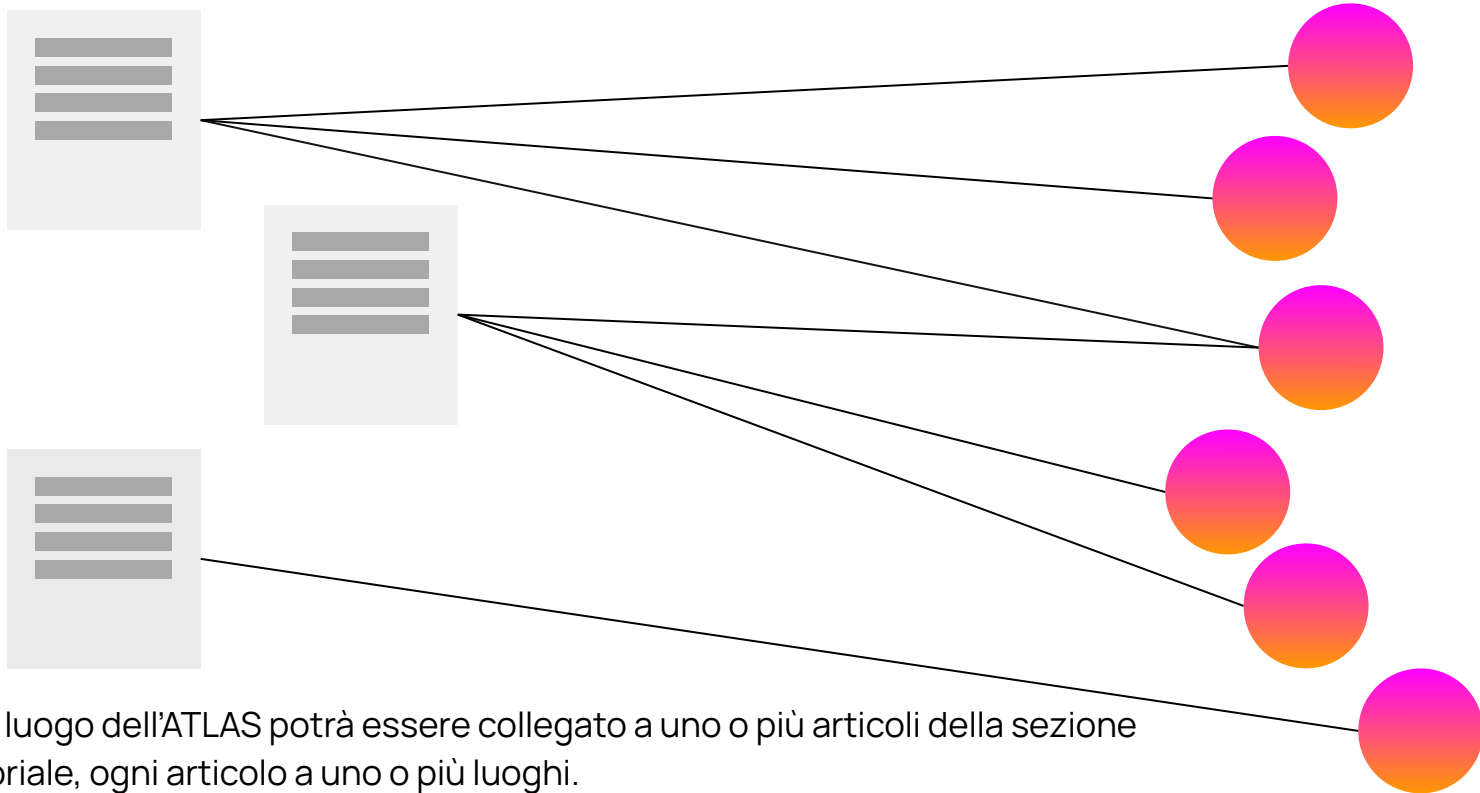 luogo dell'ATLAS potrà essere collegato a uno o più articoli della sezione
oriale, ogni articolo a uno o più luoghi.